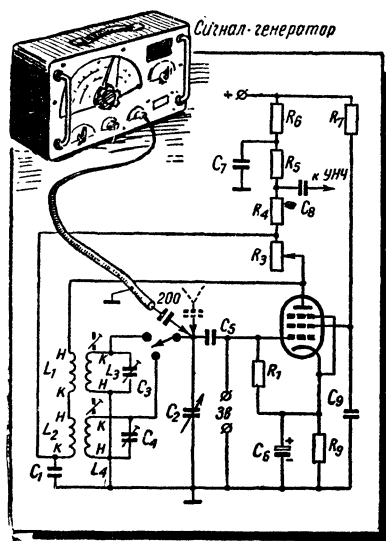 Сигнал-генератор
+
R6
R7
C7
R5
к УНЧ
R4
C8
R3
200
C5
L1
Н
К
Н
К
L3
C3
Н
L2
Н
К
К
C4
Н
L4
C1
C2
R1
3В
C6
+
-
R9
C9